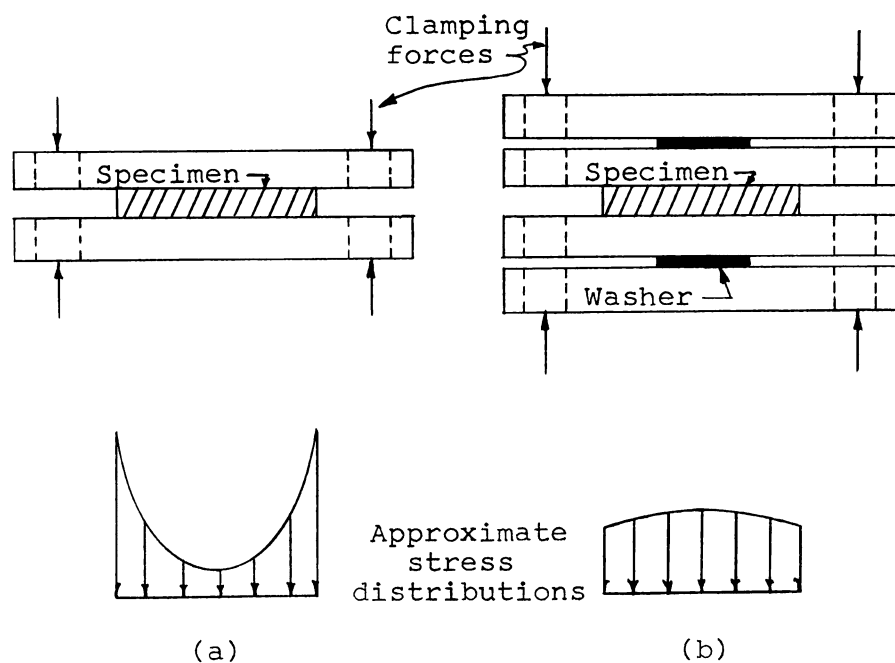 Clamping
forces
Specimen
Specimen
Washer
Approximate
stress
distributions
(a)
(b)